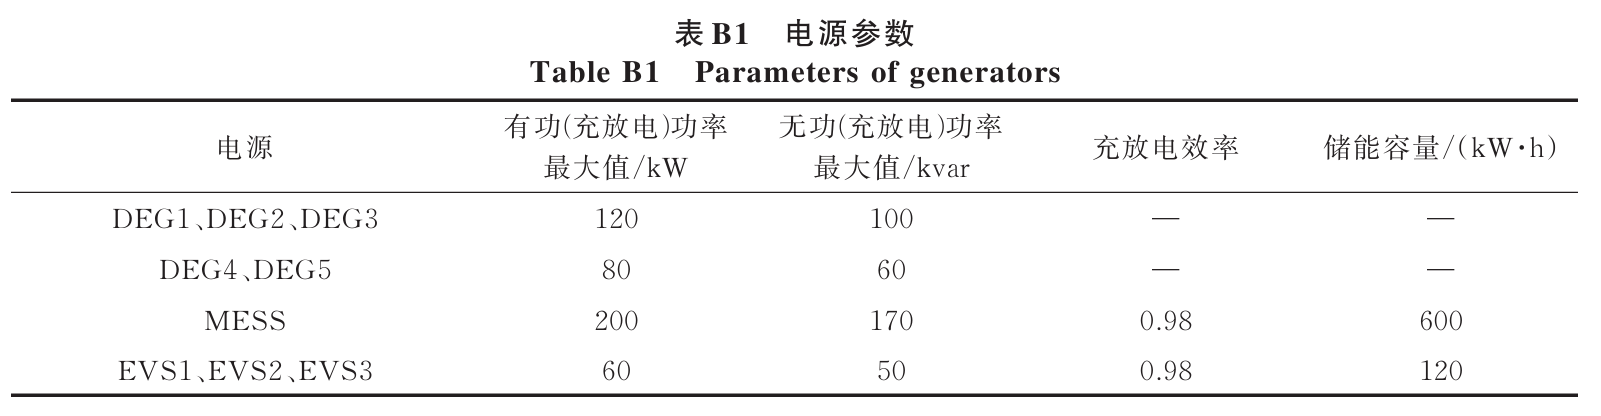 表 B1 电源参数
Table B1 Parameters of generators
电源 有功(充放电)功率最大值/kW 无功(充放电)功率最大值/kvar 充放电效率 储能容量/(kW·h)
DEG1、DEG2、DEG3 120 100 — —
DEG4、DEG5 80 60 — —
MESS 200 170 0.98 600
EVS1、EVS2、EVS3 60 50 0.98 120